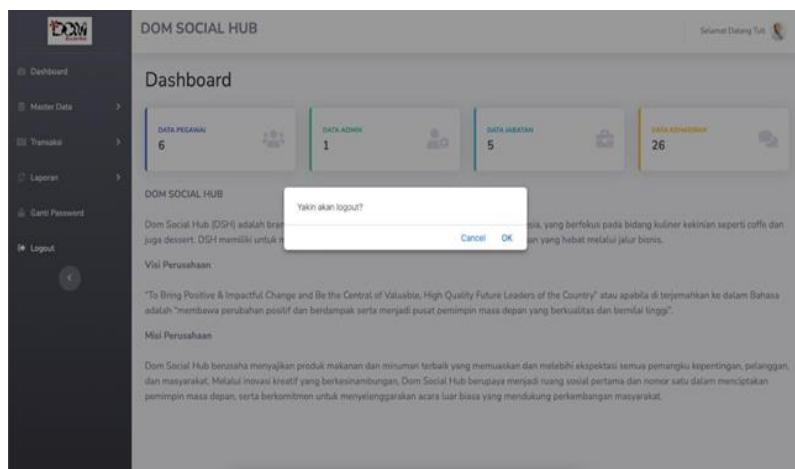 DOM
DOM SOCIAL HUB
Selamat Datang Tuti
Dashboard
Master Data
Transaksi
Laporan
Ganti Password
Logout
Dashboard
DATA PEGAWAI
6
DATA ADMIN
1
DATA JABATAN
5
DATA KEHADIRAN
26
DOM SOCIAL HUB
Dom Social Hub (DSH) adalah bran
sia, yang berfokus pada bidang kuliner kekinian seperti coffe dan
juga dessert. DSH memiliki untuk m
an yang hebat melalui jalur bisnis.
Yakin akan logout?
Cancel OK
Visi Perusahaan
"To Bring Positive & Impactful Change and Be the Central of Valuable, High Quality Future Leaders of the Country" atau apabila di terjemahkan ke dalam Bahasa
adalah "membawa perubahan positif dan berdampak serta menjadi pusat pemimpin masa depan yang berkualitas dan bernilai tinggi".
Misi Perusahaan
Dom Social Hub berusaha menyajikan produk makanan dan minuman terbaik yang memuaskan dan melebihi ekspektasi semua pemangku kepentingan, pelanggan,
dan masyarakat. Melalui inovasi kreatif yang berkesinambungan, Dom Social Hub berupaya menjadi ruang sosial pertama dan nomor satu dalam menciptakan
pemimpin masa depan, serta berkomitmen untuk menyelenggarakan acara luar biasa yang mendukung perkembangan masyarakat.